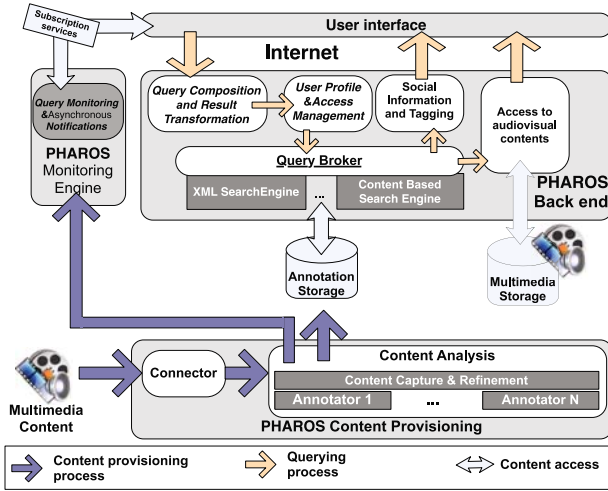 Subscription
services
User interface
Internet
Query Monitoring
&Asynchronous
Notifications
PHAROS
Monitoring
Engine
Query Composition
and Result
Transformation
User Profile
&Access
Management
Social
Information
and Tagging
Access to
audiovisual
contents
Query Broker
XML SearchEngine
...
Content Based
Search Engine
PHAROS
Back end
Annotation
Storage
Multimedia
Storage
Multimedia
Content
Connector
Content Analysis
Content Capture & Refinement
Annotator 1
...
Annotator N
PHAROS Content Provisioning
Content provisioning
process
Querying
process
Content access